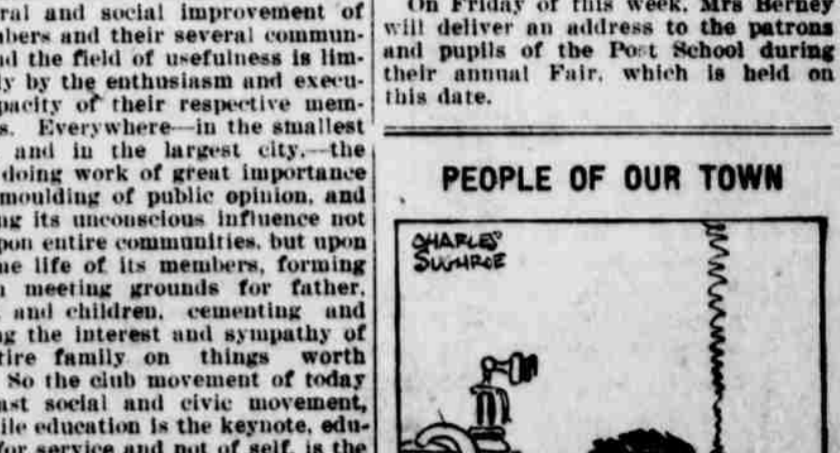 ral and social improvement of
bers and their several commun-
d the field of usefulness is lim-
ly by the enthusiasm and execu-
pacity of their respective mem-
s. Everywhere—in the smallest
and in the largest city,—the
doing work of great importance
moulding of public opinion, and
ng its unconscious influence not
pon entire communities, but upon
me life of its members, forming
meeting grounds for father,
and children, cementing and
ng the interest and sympathy of
tire family on things worth
So the club movement of today
ast social and civic movement,
ile education is the keynote, edu-
for service and not of self, is the
On Friday of this week, Mrs Berney
will deliver an address to the patrons
and pupils of the Post School during
their annual Fair, which is held on
this date.
PEOPLE OF OUR TOWN
CHARLES
SUGHROE